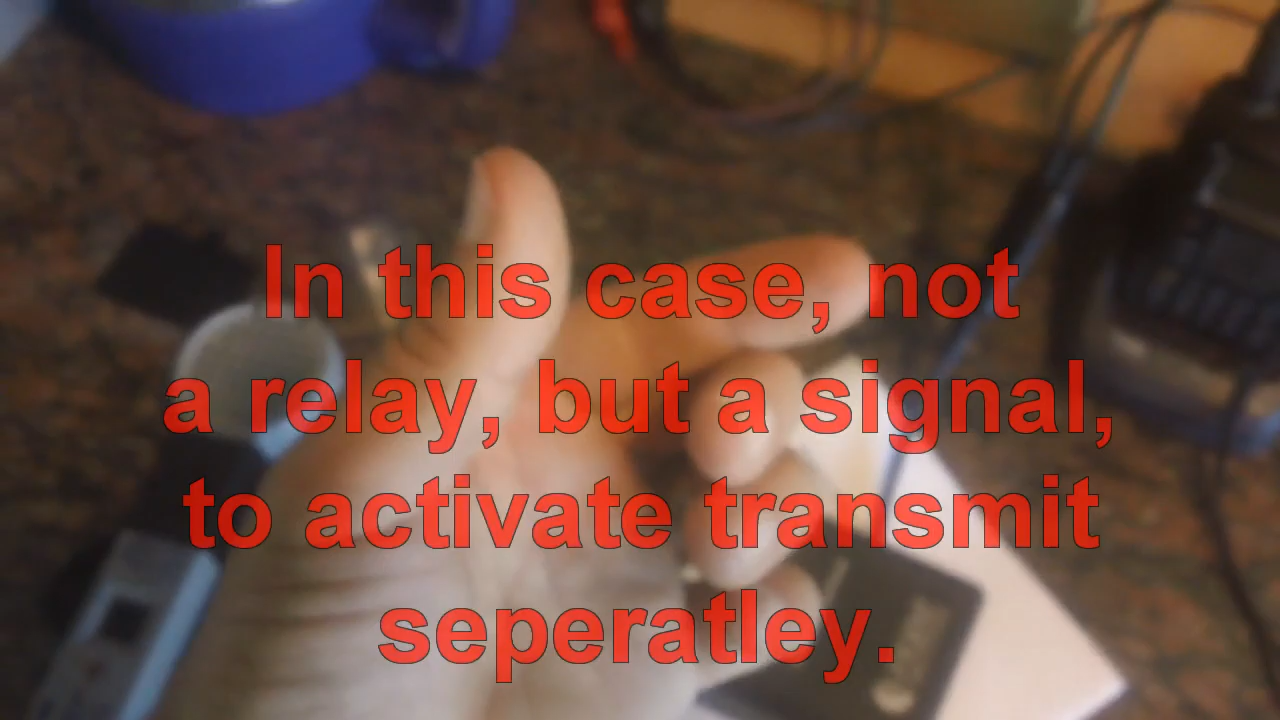 In this case, not
a relay, but a signal,
to activate transmit
seperatley.